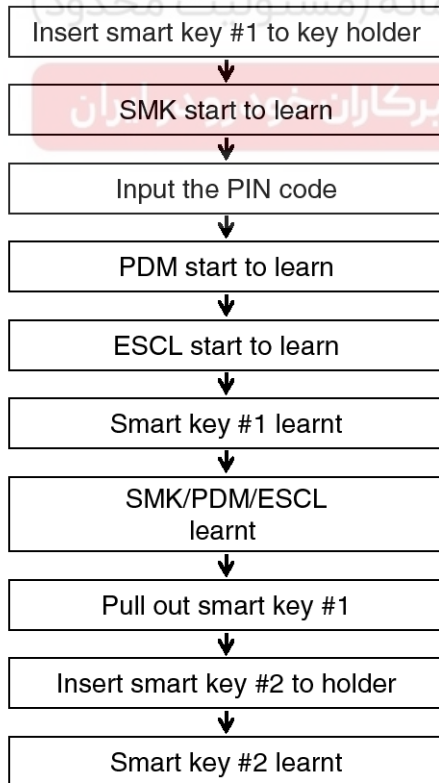 (مسئولیت محدود)
Insert smart key #1 to key holder
SMK start to learn
Input the PIN code
PDM start to learn
ESCL start to learn
Smart key #1 learnt
SMK/PDM/ESCL
learnt
Pull out smart key #1
Insert smart key #2 to holder
Smart key #2 learnt